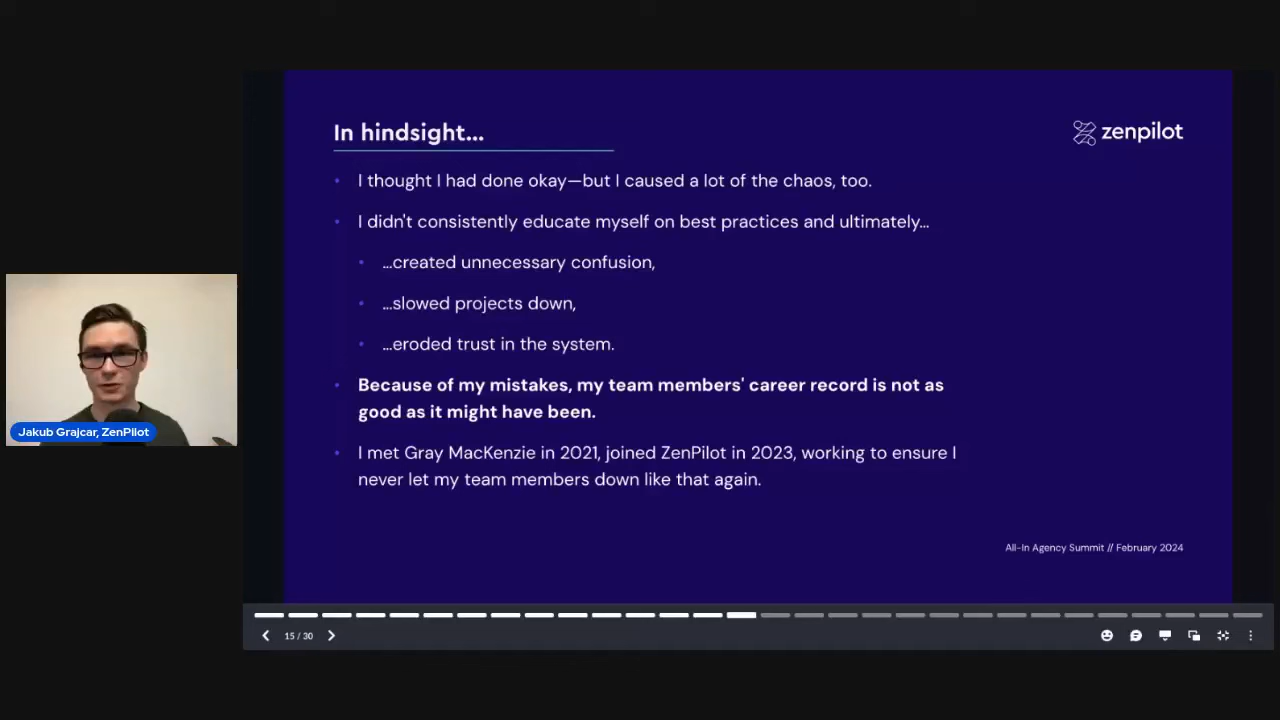 In hindsight...
zenpilot
I thought I had done okay—but I caused a lot of the chaos, too.
I didn't consistently educate myself on best practices and ultimately...
...created unnecessary confusion,
...slowed projects down,
...eroded trust in the system.
Because of my mistakes, my team members' career record is not as
good as it might have been.
I met Gray MacKenzie in 2021, joined ZenPilot in 2023, working to ensure I
never let my team members down like that again.
All-In Agency Summit // February 2024
Jakub Grajcar, ZenPilot
15 / 30